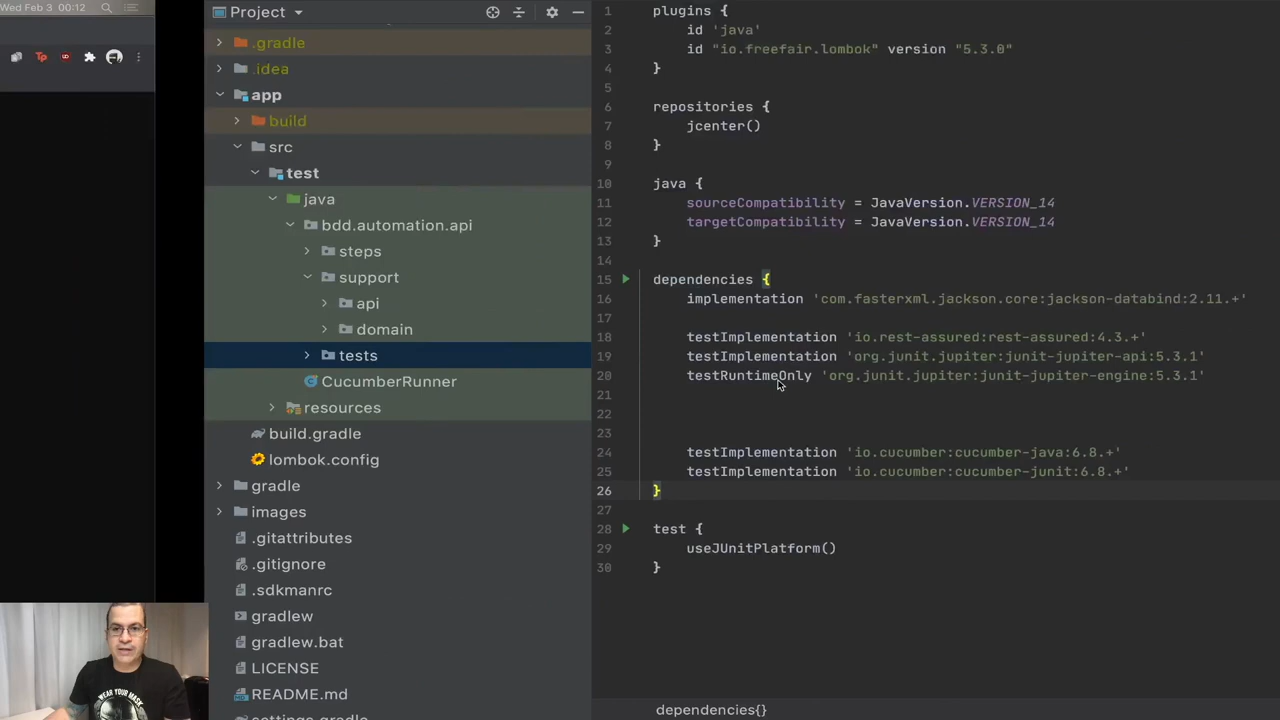 Wed Feb 3 00:12
Project
.gradle
.idea
app
build
src
test
java
bdd.automation.api
steps
support
api
domain
tests
CucumberRunner
resources
build.gradle
lombok.config
gradle
images
.gitattributes
.gitignore
.sdkmanrc
gradlew
gradlew.bat
LICENSE
README.md
settings.gradle
1 plugins {
2 id 'java'
3 id "io.freefair.lombok" version "5.3.0"
4 }
5
6 repositories {
7 jcenter()
8 }
9
10 java {
11 sourceCompatibility = JavaVersion.VERSION_14
12 targetCompatibility = JavaVersion.VERSION_14
13 }
14
15 dependencies {
16 implementation 'com.fasterxml.jackson.core:jackson-databind:2.11.+'
17
18 testImplementation 'io.rest-assured:rest-assured:4.3.+'
19 testImplementation 'org.junit.jupiter:junit-jupiter-api:5.3.1'
20 testRuntimeOnly 'org.junit.jupiter:junit-jupiter-engine:5.3.1'
21
22
23
24 testImplementation 'io.cucumber:cucumber-java:6.8.+'
25 testImplementation 'io.cucumber:cucumber-junit:6.8.+'
26 }
27
28 test {
29 useJUnitPlatform()
30 }
dependencies{}
WEAR YOUR MASK